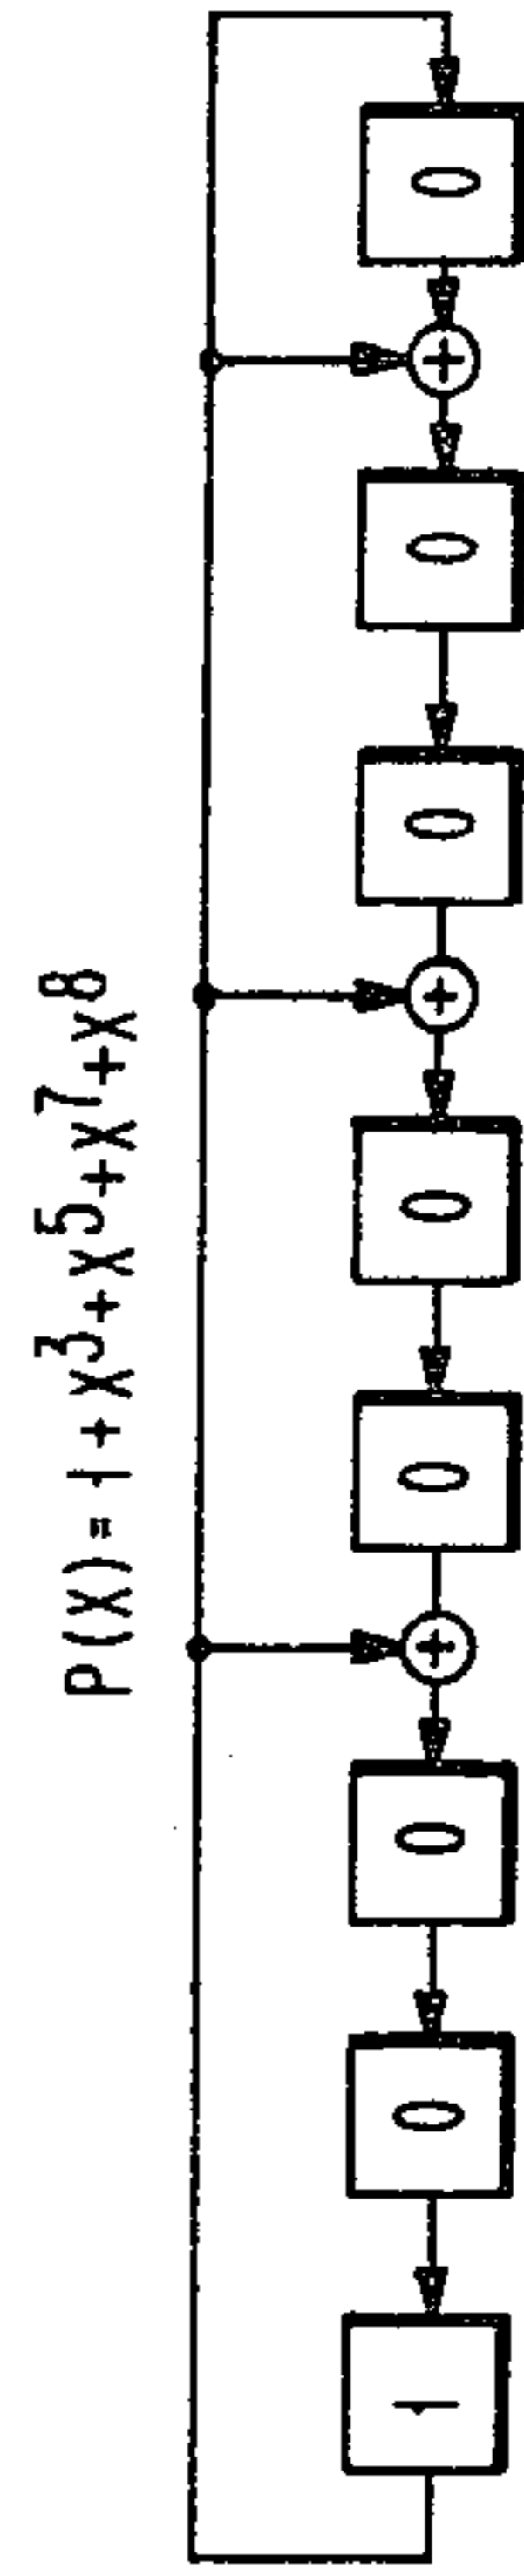 P(X) = 1 + X³ + X⁵ + X⁷ + X⁸
1 0 0 + 0 0 + 0 0 + 0